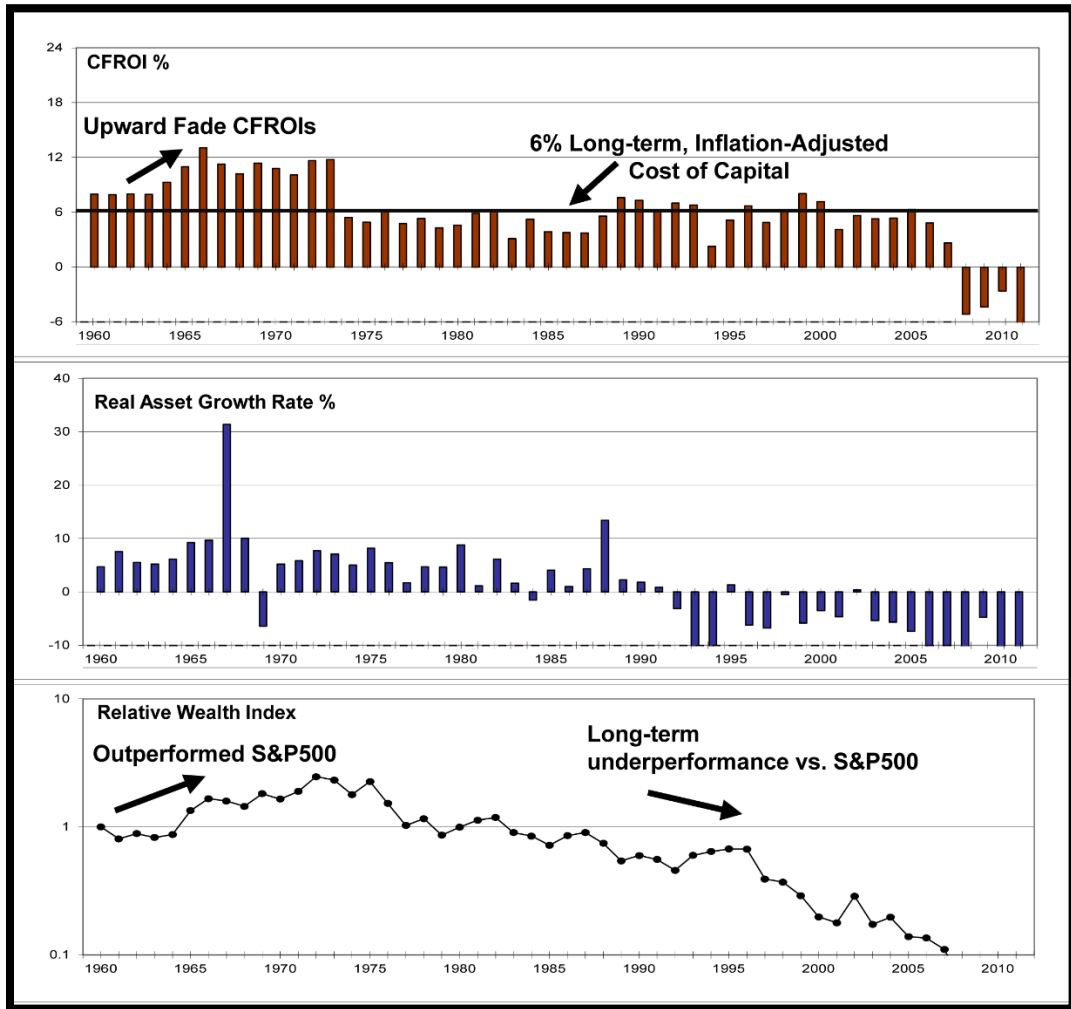 24
CFROI %
18
Upward Fade CFROIs
6% Long-term, Inflation-Adjusted
Cost of Capital
12
6
0
-6
1960 1965 1970 1975 1980 1985 1990 1995 2000 2005 2010
40
Real Asset Growth Rate %
30
20
10
0
-10
1960 1965 1970 1975 1980 1985 1990 1995 2000 2005 2010
10
Relative Wealth Index
Outperformed S&P500
Long-term
underperformance vs. S&P500
1
0.1
1960 1965 1970 1975 1980 1985 1990 1995 2000 2005 2010